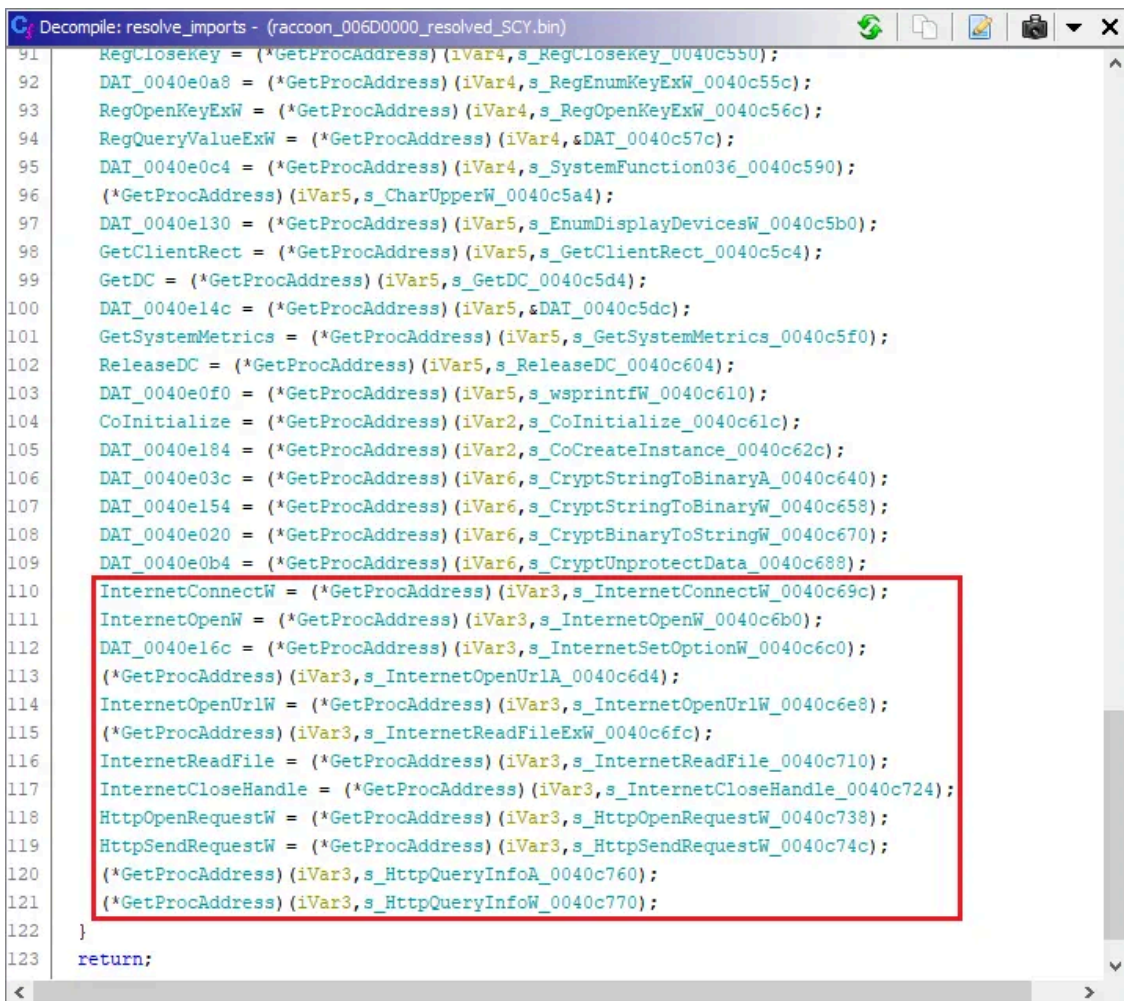 Decompile: resolve_imports - (raccoon_006D0000_resolved_SCY.bin)
91 RegCloseKey = (*GetProcAddress)(iVar4,s_RegCloseKey_0040c550);
92 DAT_0040e0a8 = (*GetProcAddress)(iVar4,s_RegEnumKeyExW_0040c55c);
93 RegOpenKeyExW = (*GetProcAddress)(iVar4,s_RegOpenKeyExW_0040c56c);
94 RegQueryValueExW = (*GetProcAddress)(iVar4,&DAT_0040c57c);
95 DAT_0040e0c4 = (*GetProcAddress)(iVar4,s_SystemFunction036_0040c590);
96 (*GetProcAddress)(iVar5,s_CharUpperW_0040c5a4);
97 DAT_0040e130 = (*GetProcAddress)(iVar5,s_EnumDisplayDevicesW_0040c5b0);
98 GetClientRect = (*GetProcAddress)(iVar5,s_GetClientRect_0040c5c4);
99 GetDC = (*GetProcAddress)(iVar5,s_GetDC_0040c5d4);
100 DAT_0040e14c = (*GetProcAddress)(iVar5,&DAT_0040c5dc);
101 GetSystemMetrics = (*GetProcAddress)(iVar5,s_GetSystemMetrics_0040c5f0);
102 ReleaseDC = (*GetProcAddress)(iVar5,s_ReleaseDC_0040c604);
103 DAT_0040e0f0 = (*GetProcAddress)(iVar5,s_wsprintfW_0040c610);
104 CoInitialize = (*GetProcAddress)(iVar2,s_CoInitialize_0040c61c);
105 DAT_0040e184 = (*GetProcAddress)(iVar2,s_CoCreateInstance_0040c62c);
106 DAT_0040e03c = (*GetProcAddress)(iVar6,s_CryptStringToBinaryA_0040c640);
107 DAT_0040e154 = (*GetProcAddress)(iVar6,s_CryptStringToBinaryW_0040c658);
108 DAT_0040e020 = (*GetProcAddress)(iVar6,s_CryptBinaryToStringW_0040c670);
109 DAT_0040e0b4 = (*GetProcAddress)(iVar6,s_CryptUnprotectData_0040c688);
110 InternetConnectW = (*GetProcAddress)(iVar3,s_InternetConnectW_0040c69c);
111 InternetOpenW = (*GetProcAddress)(iVar3,s_InternetOpenW_0040c6b0);
112 DAT_0040e16c = (*GetProcAddress)(iVar3,s_InternetSetOptionW_0040c6c0);
113 (*GetProcAddress)(iVar3,s_InternetOpenUrlA_0040c6d4);
114 InternetOpenUrlW = (*GetProcAddress)(iVar3,s_InternetOpenUrlW_0040c6e8);
115 (*GetProcAddress)(iVar3,s_InternetReadFileExW_0040c6fc);
116 InternetReadFile = (*GetProcAddress)(iVar3,s_InternetReadFile_0040c710);
117 InternetCloseHandle = (*GetProcAddress)(iVar3,s_InternetCloseHandle_0040c724);
118 HttpOpenRequestW = (*GetProcAddress)(iVar3,s_HttpOpenRequestW_0040c738);
119 HttpSendRequestW = (*GetProcAddress)(iVar3,s_HttpSendRequestW_0040c74c);
120 (*GetProcAddress)(iVar3,s_HttpQueryInfoA_0040c760);
121 (*GetProcAddress)(iVar3,s_HttpQueryInfoW_0040c770);
122 }
123 return;